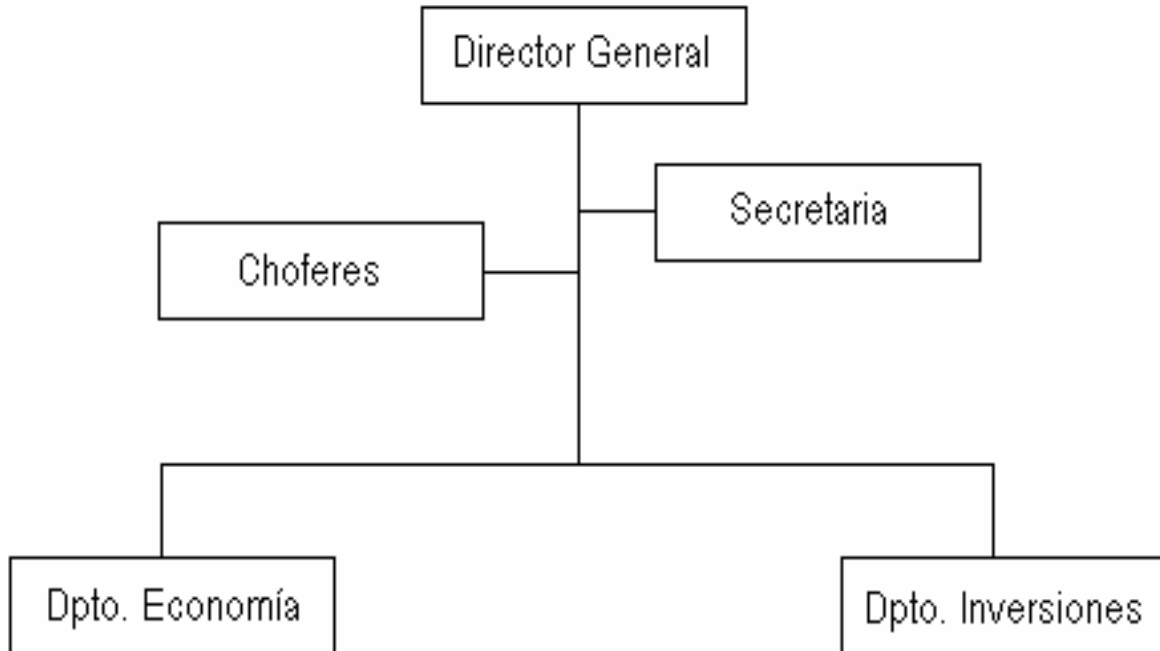 Director General
Secretaria
Choferes
Dpto. Economía
Dpto. Inversiones